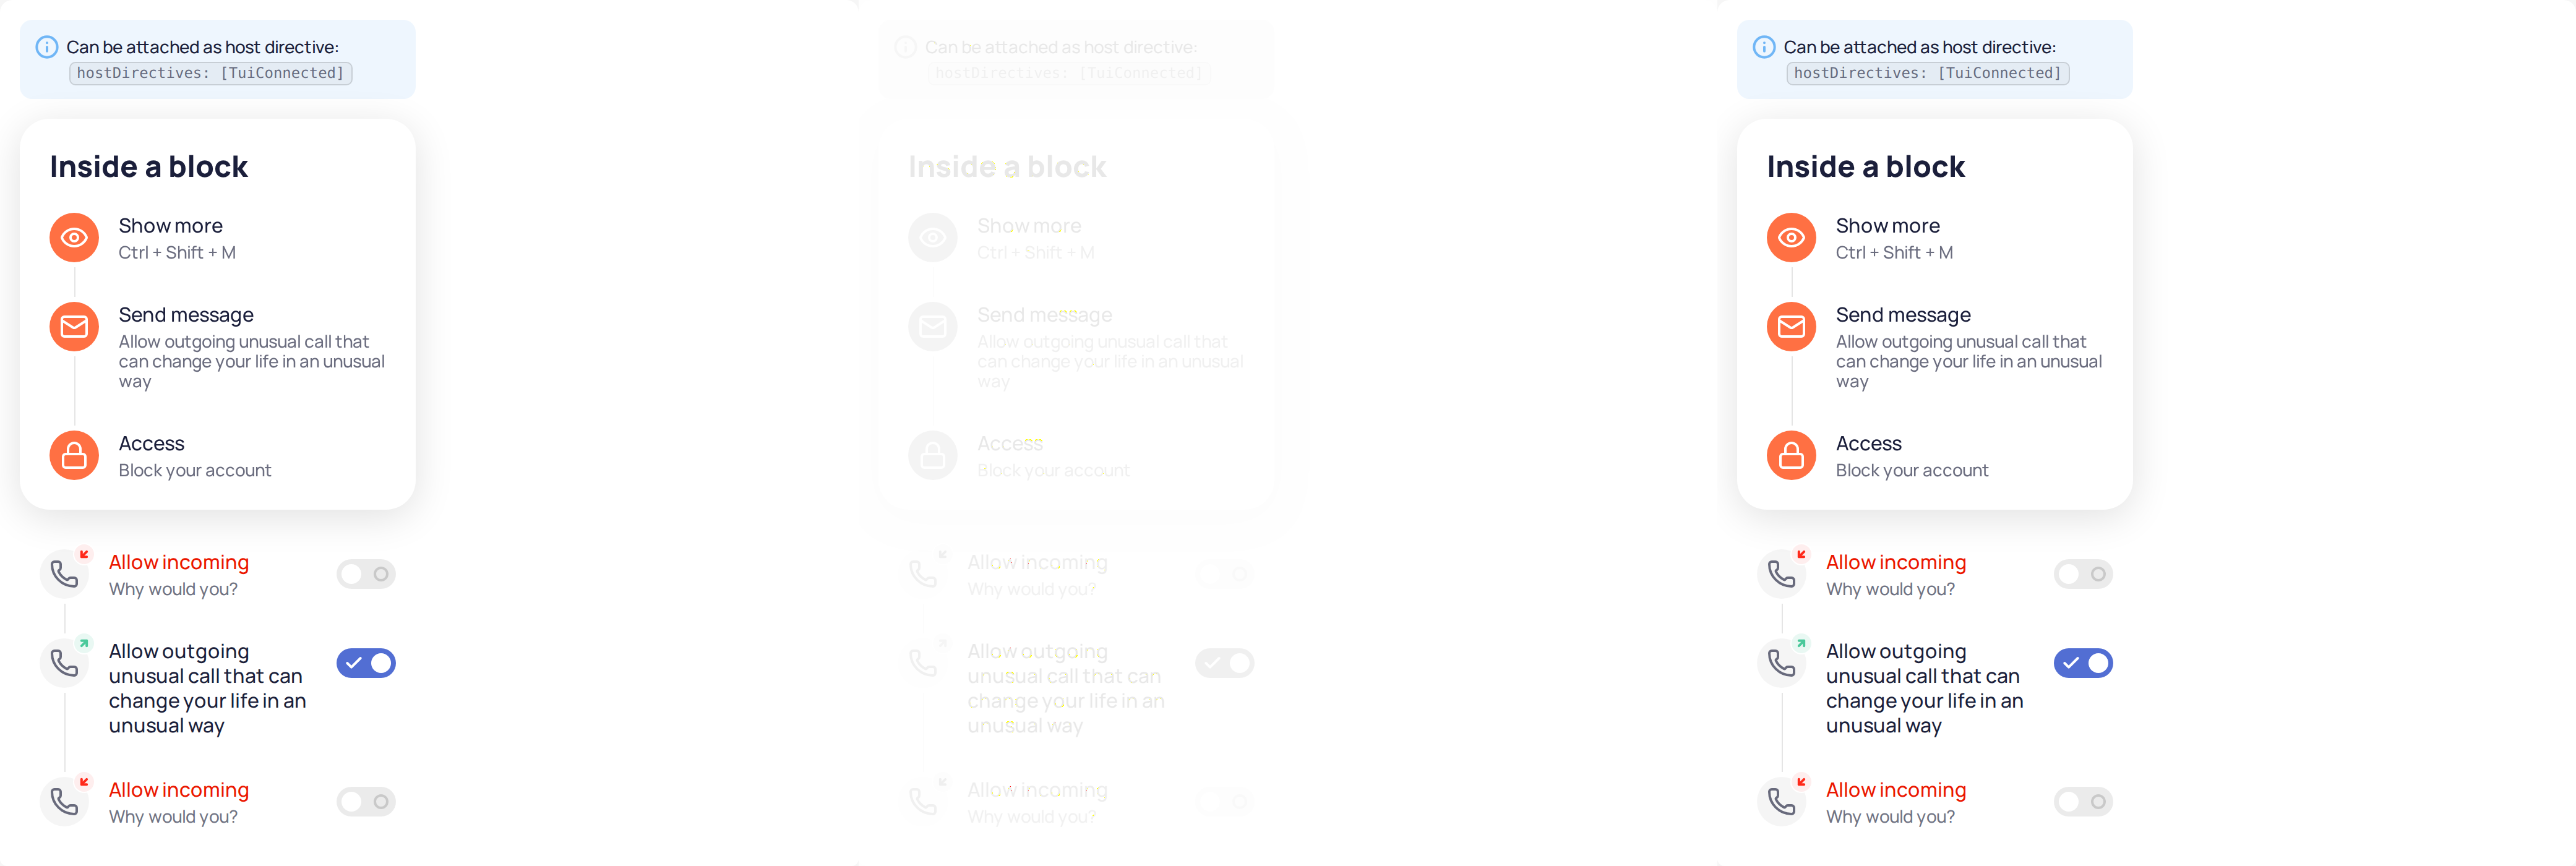 Can be attached as host directive:
hostDirectives: [TuiConnected]
Inside a block
Show more
Ctrl + Shift + M
Send message
Allow outgoing unusual call that
can change your life in an unusual
way
Access
Block your account
Allow incoming
Why would you?
Allow outgoing
unusual call that can
change your life in an
unusual way
Allow incoming
Why would you?
Can be attached as host directive:
hostDirectives: [TuiConnected]
Inside a block
Show more
Ctrl + Shift + M
Send message
Allow outgoing unusual call that
can change your life in an unusual
way
Access
Block your account
Allow incoming
Why would you?
Allow outgoing
unusual call that can
change your life in an
unusual way
Allow incoming
Why would you?
Can be attached as host directive:
hostDirectives: [TuiConnected]
Inside a block
Show more
Ctrl + Shift + M
Send message
Allow outgoing unusual call that
can change your life in an unusual
way
Access
Block your account
Allow incoming
Why would you?
Allow outgoing
unusual call that can
change your life in an
unusual way
Allow incoming
Why would you?